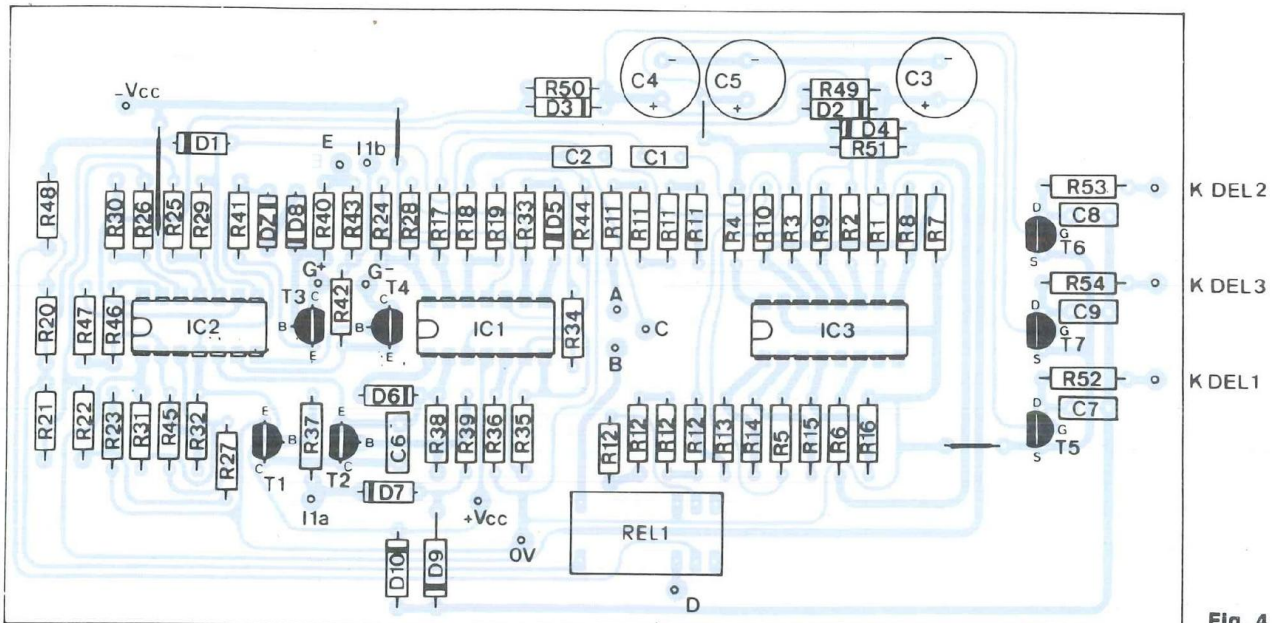 C4 - C5 - C3 -
+ + +
R50 R49
D3 D2
-Vcc D4
D1 E I1b E C2 C1 R51
R48 R30 R26 R25 R29 R41 DZ D8 R40 R43 R24 R28 R17 R18 R19 R33 D5 R44 R11 R11 R11 R11 R4 R10 R3 R9 R2 R1 R8 R7
R53 K DEL2
D C8
G
S T6
G+ G-
T3 C R42 T4 C
R20 R47 R46 IC2 B E B E IC1 R34 A C B IC3
R54 K DEL3
D C9
G
S T7
R52 K DEL1
D C7
G
S T5
D6
R21 R22 R23 R31 R45 R32 R27 E B C T1 R37 E B C T2 C6 R38 R39 R36 R35 R12 R12 R12 R12 R13 R14 R5 R15 R6 R16
D7
I1a +Vcc
0V REL1
D10 D9
D
Fig. 4